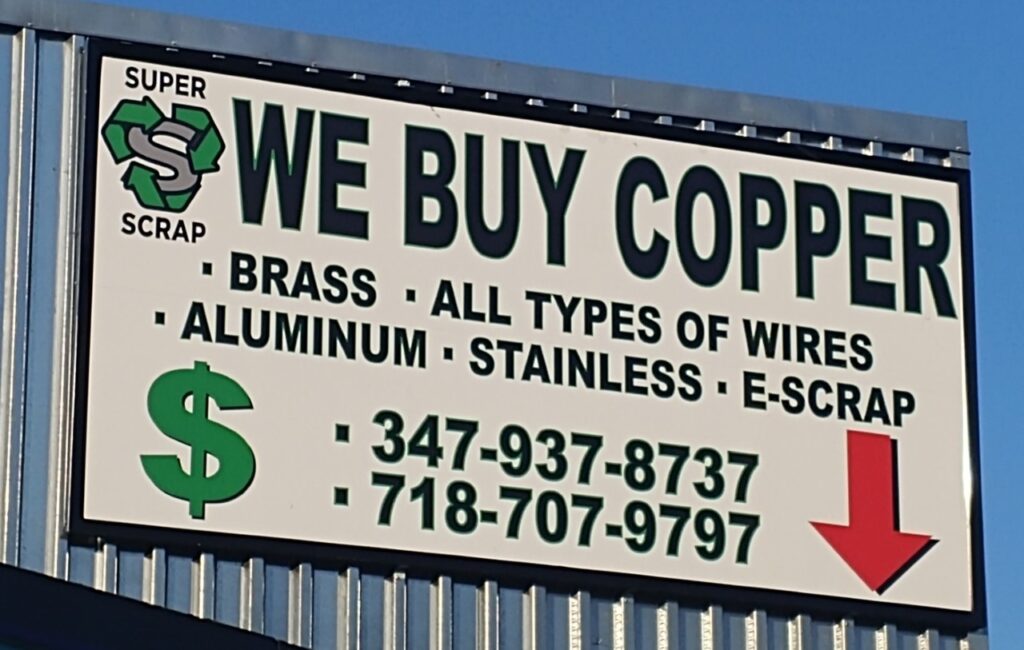 SUPER
S
SCRAP
WE BUY COPPER
· BRASS · ALL TYPES OF WIRES
· ALUMINUM · STAINLESS · E-SCRAP
$
· 347-937-8737
· 718-707-9797